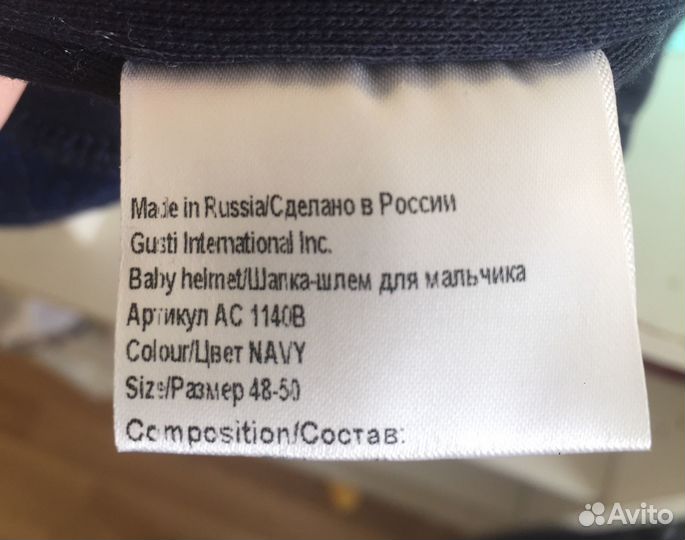 Made in Russia/Сделано в России
Gusti International Inc.
Baby helmet/Шапка-шлем для мальчика
Артикул AC 1140B
Colour/Цвет NAVY
Size/Размер 48-50
Composition/Состав:
Avito